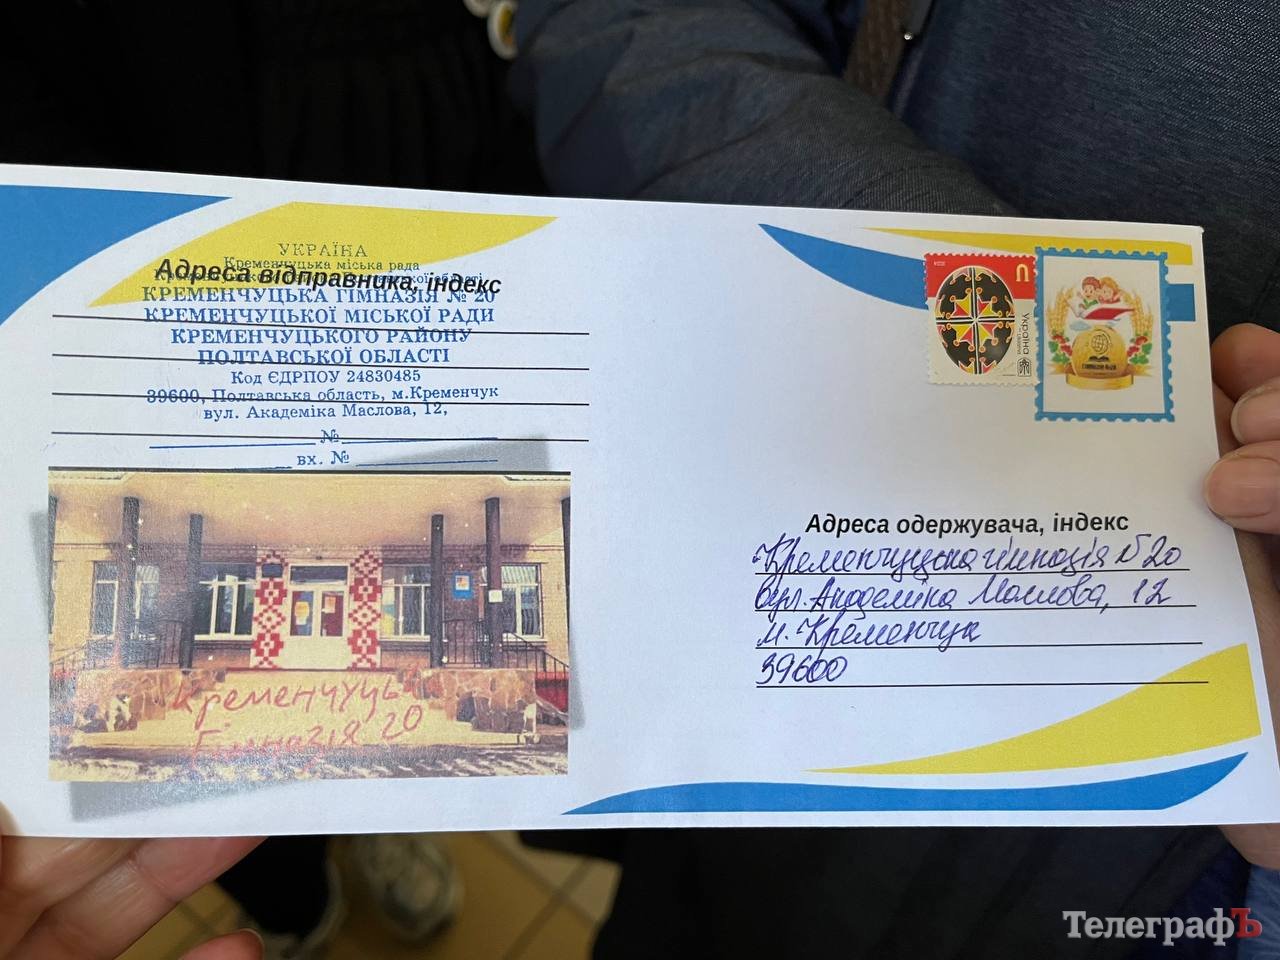 УКРАЇНА
Кременчуцька міська рада
Адреса відправника, індекс
КРЕМЕНЧУЦЬКА ГІМНАЗІЯ № 20
КРЕМЕНЧУЦЬКОЇ МІСЬКОЇ РАДИ
КРЕМЕНЧУЦЬКОГО РАЙОНУ
ПОЛТАВСЬКОЇ ОБЛАСТІ
Код ЄДРПОУ 24830485
39600, Полтавська область, м.Кременчук
вул. Академіка Маслова, 12,
№
вх. №
Кременчуцька
Гімназія 20
U
Україна
Адреса одержувача, індекс
Кременчуцька гімназія №20
вул. Академіка Маслова, 12
м. Кременчук
39600
ТелеграфЪ